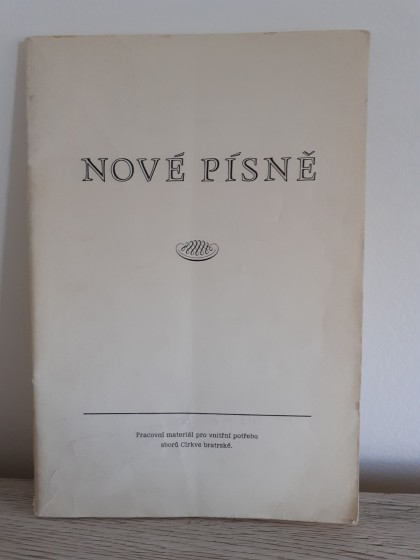 NOVÉ PÍSNĚ
Pracovní materiál pro vnitřní potřebu
sborů Církve bratrské.